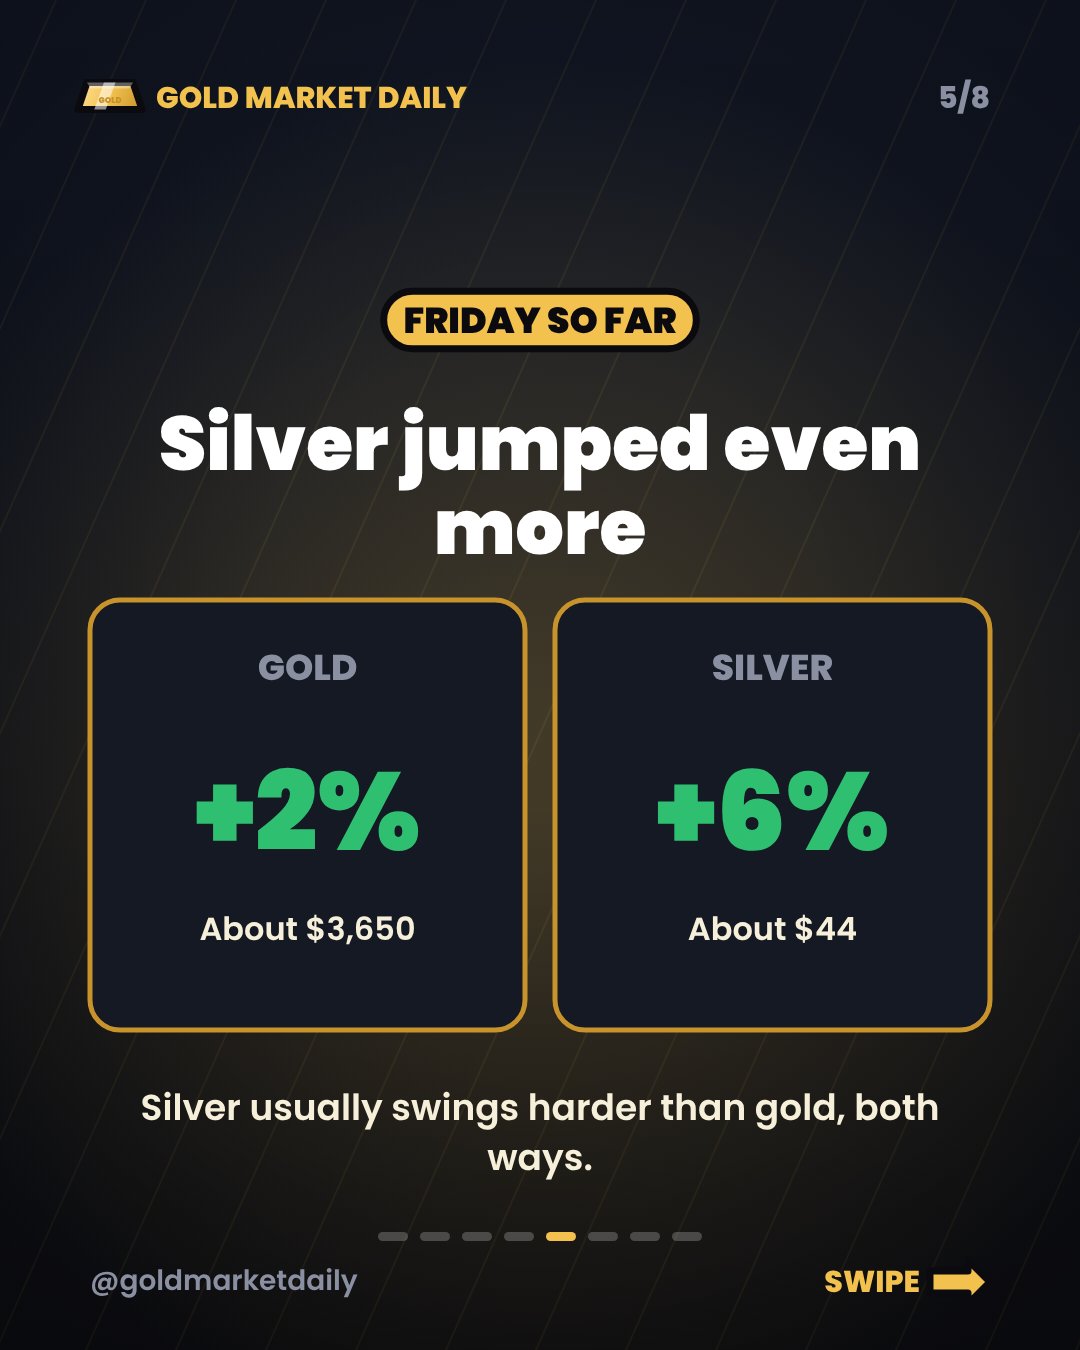 GOLD
GOLD MARKET DAILY
5/8
FRIDAY SO FAR
Silver jumped even
more
GOLD
+2%
About $3,650
SILVER
+6%
About $44
Silver usually swings harder than gold, both
ways.
@goldmarketdaily
SWIPE